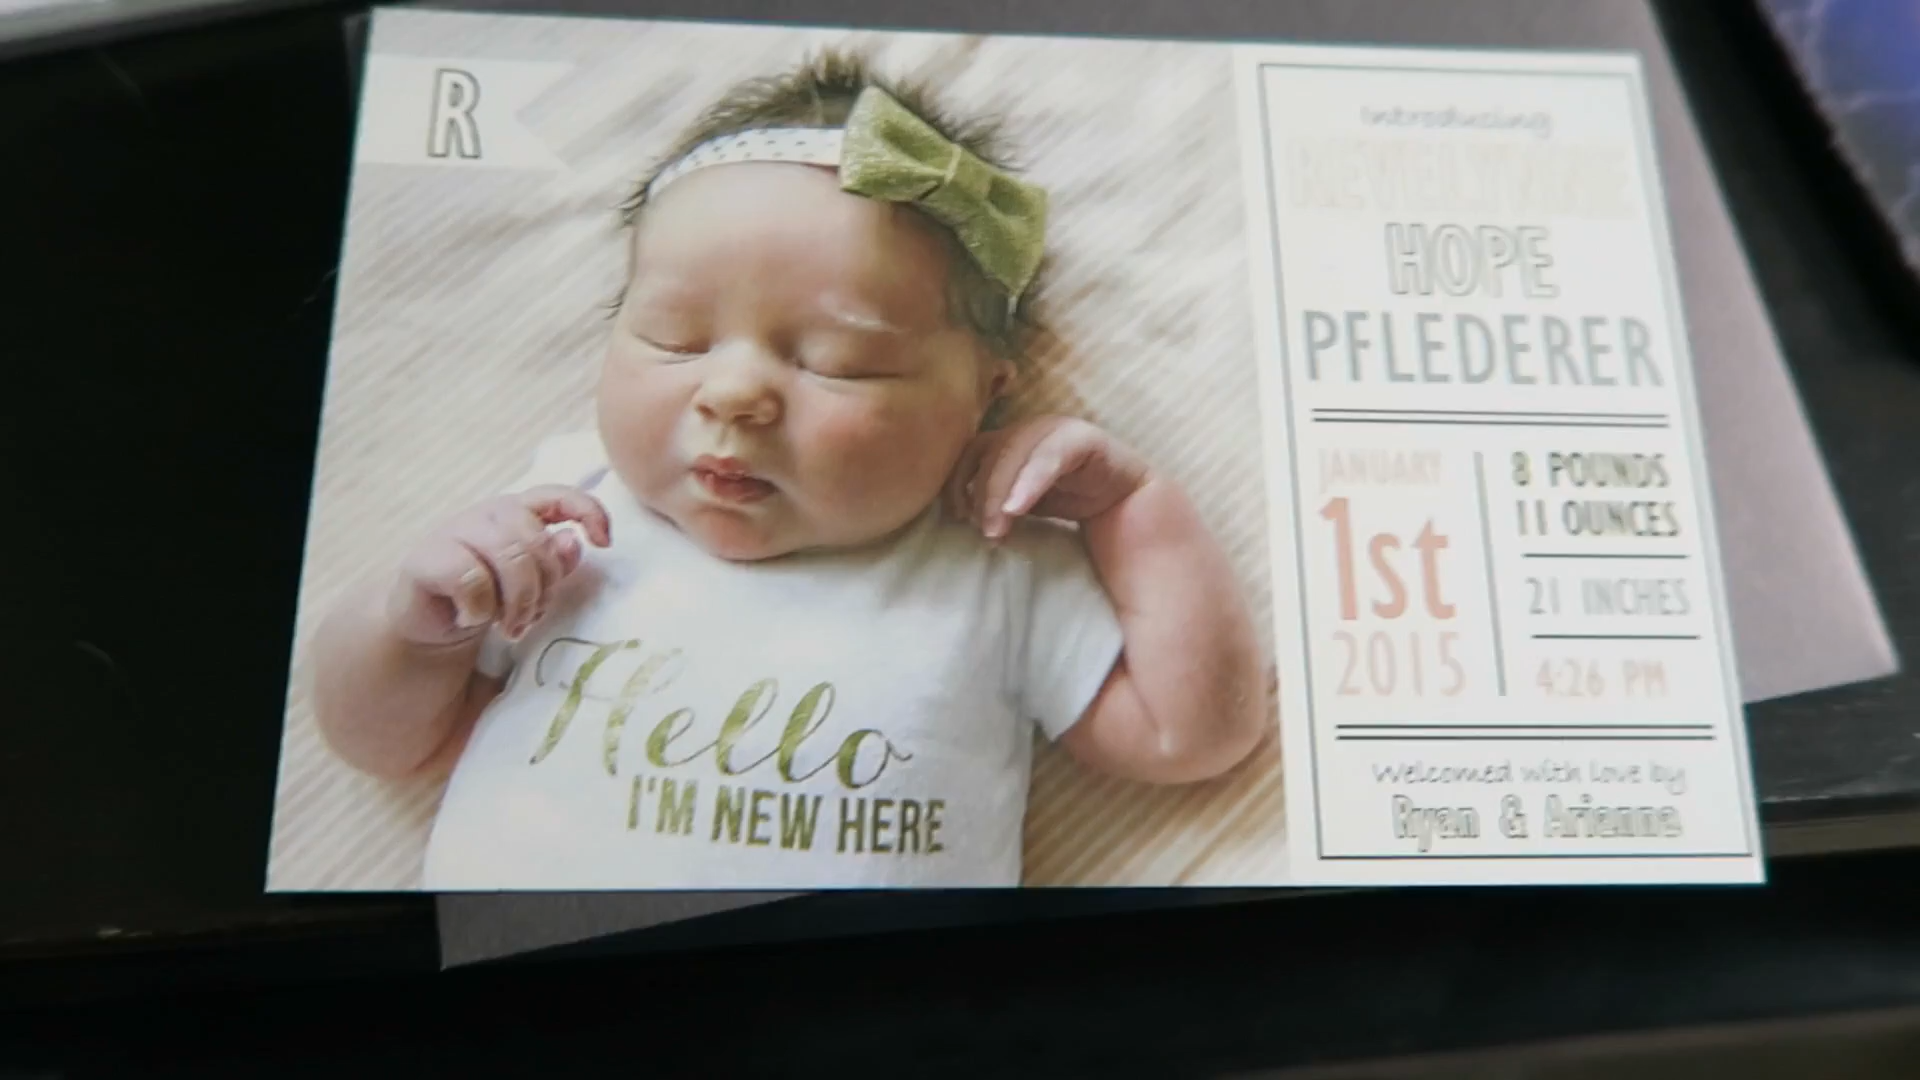 R
Hello
I'M NEW HERE
Introducing
HOPE
PFLEDERER
JANUARY
1st
2015
8 POUNDS
11 OUNCES
21 INCHES
4:26 PM
Welcomed with love by
Ryan & Arienne